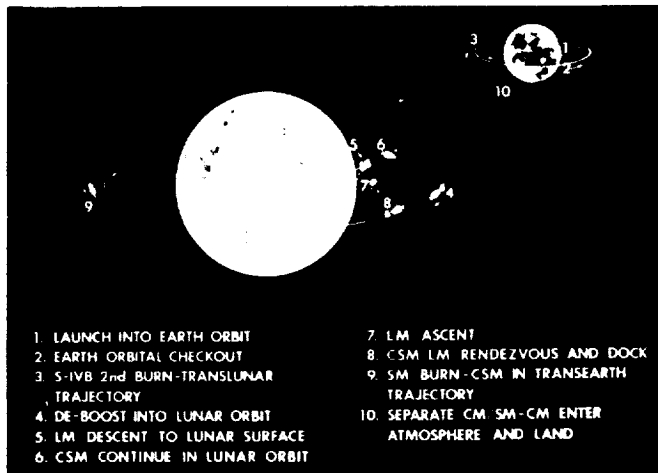 3
1
2
10
5
6
7
4
8
9
1. LAUNCH INTO EARTH ORBIT
2. EARTH ORBITAL CHECKOUT
3. S-IVB 2nd BURN-TRANSLUNAR
TRAJECTORY
4. DE-BOOST INTO LUNAR ORBIT
5. LM DESCENT TO LUNAR SURFACE
6. CSM CONTINUE IN LUNAR ORBIT
7. LM ASCENT
8. CSM LM RENDEZVOUS AND DOCK
9. SM BURN-CSM IN TRANSEARTH
TRAJECTORY
10. SEPARATE CM SM-CM ENTER
ATMOSPHERE AND LAND